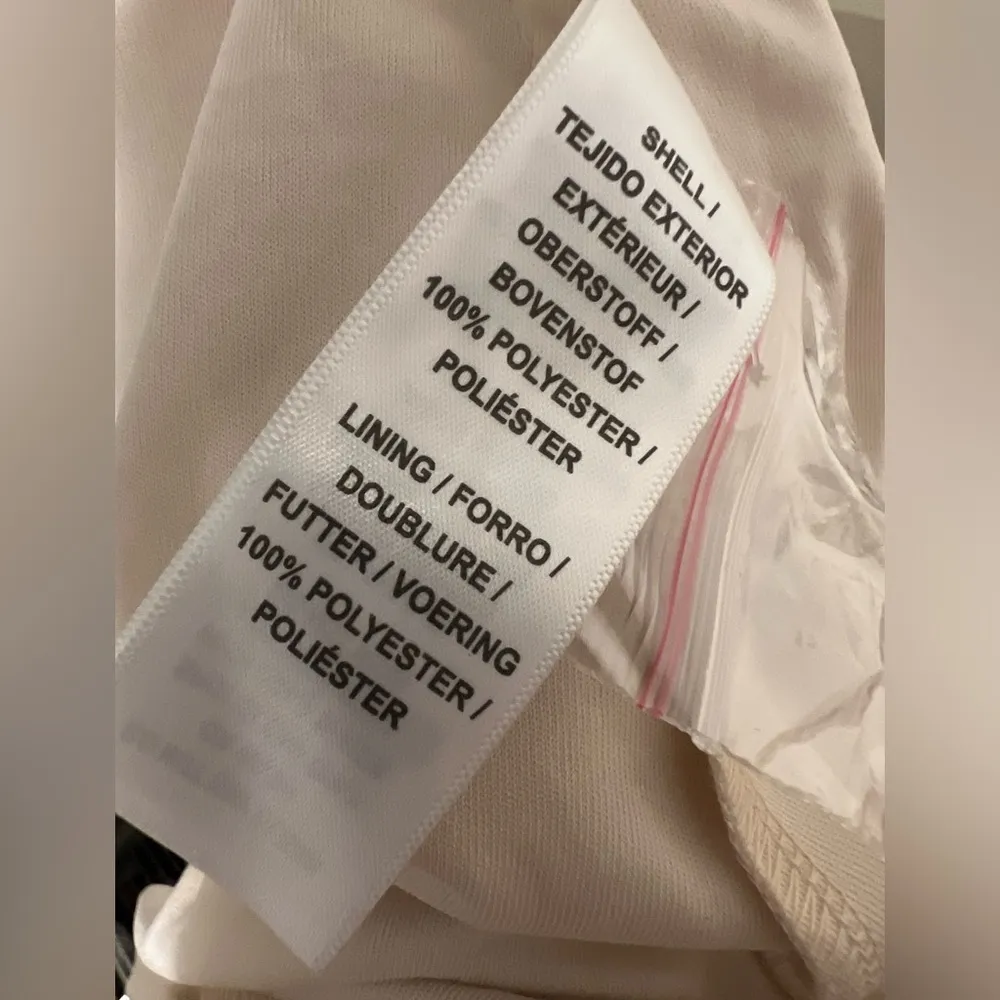 SHELL /
TEJIDO EXTERIOR
EXTÉRIEUR /
OBERSTOFF /
BOVENSTOF
100% POLYESTER /
POLIÉSTER
LINING / FORRO /
DOUBLURE /
FUTTER / VOERING
100% POLYESTER /
POLIÉSTER